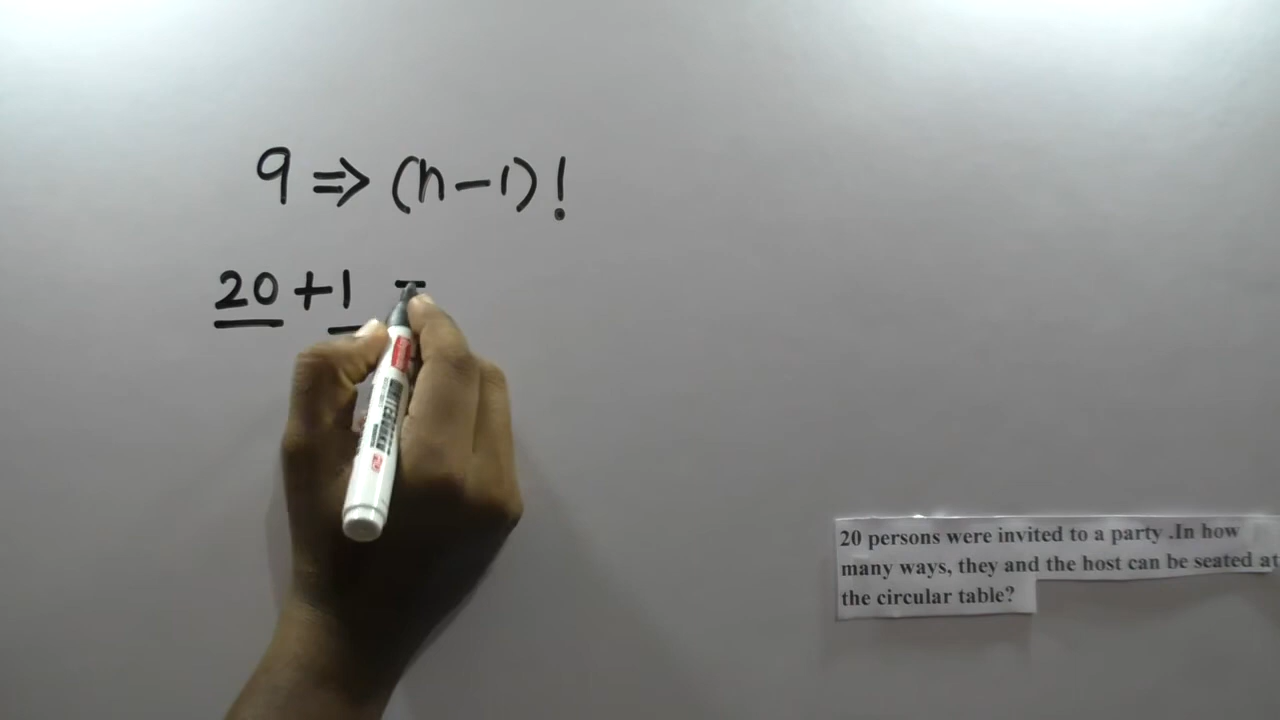 9 ⇒ (n-1)!
20 + 1 =
20 persons were invited to a party .In how
many ways, they and the host can be seated at
the circular table?